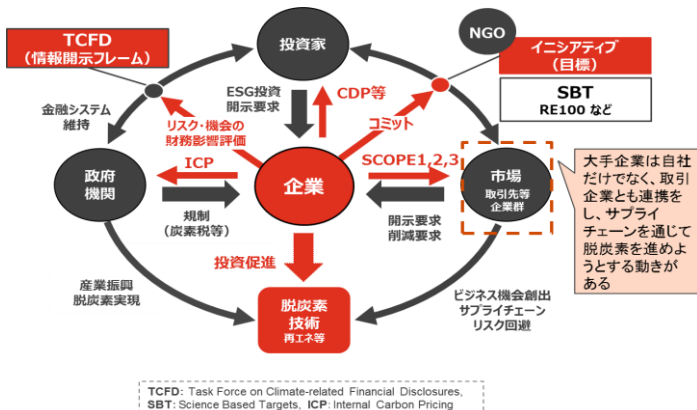 TCFD
(情報開示フレーム)
投資家
NGO
イニシアティブ
(目標)
SBT
RE100 など
金融システム
維持
ESG投資
開示要求
CDP等
リスク・機会の
財務影響評価
コミット
政府
機関
ICP
企業
SCOPE1,2,3
市場
取引先等
企業群
規制
(炭素税等)
開示要求
削減要求
大手企業は自社
だけでなく、取引
企業とも連携を
し、サプライ
チェーンを通じて
脱炭素を進めよ
うとする動きが
ある
投資促進
産業振興
脱炭素実現
脱炭素
技術
再エネ等
ビジネス機会創出
サプライチェーン
リスク回避
TCFD: Task Force on Climate-related Financial Disclosures,
SBT: Science Based Targets, ICP: Internal Carbon Pricing